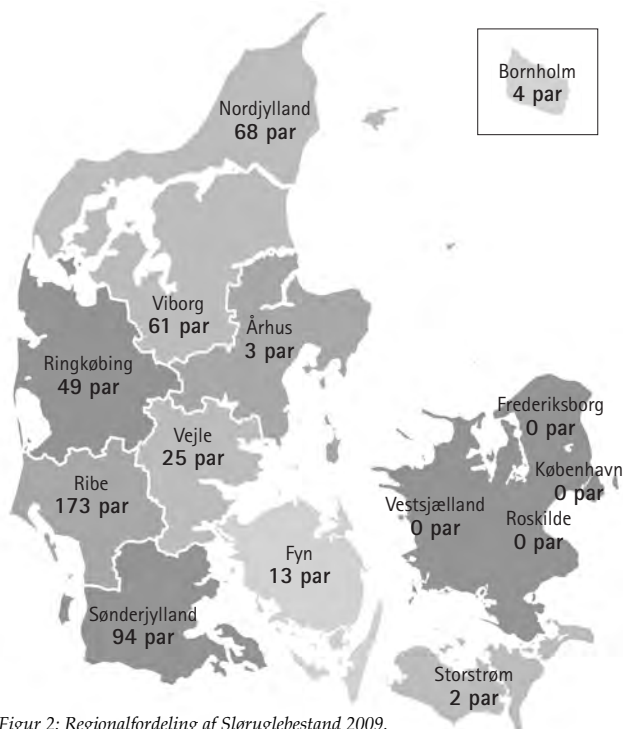 Bornholm
4 par
Nordjylland
68 par
Viborg
61 par
Århus
3 par
Ringkøbing
49 par
Vejle
25 par
Ribe
173 par
Frederiksborg
0 par
København
0 par
Vestsjælland
0 par
Roskilde
0 par
Fyn
13 par
Sønderjylland
94 par
Storstrøm
2 par
Figur 2: Regionalfordeling af Sløruglebestand 2009.